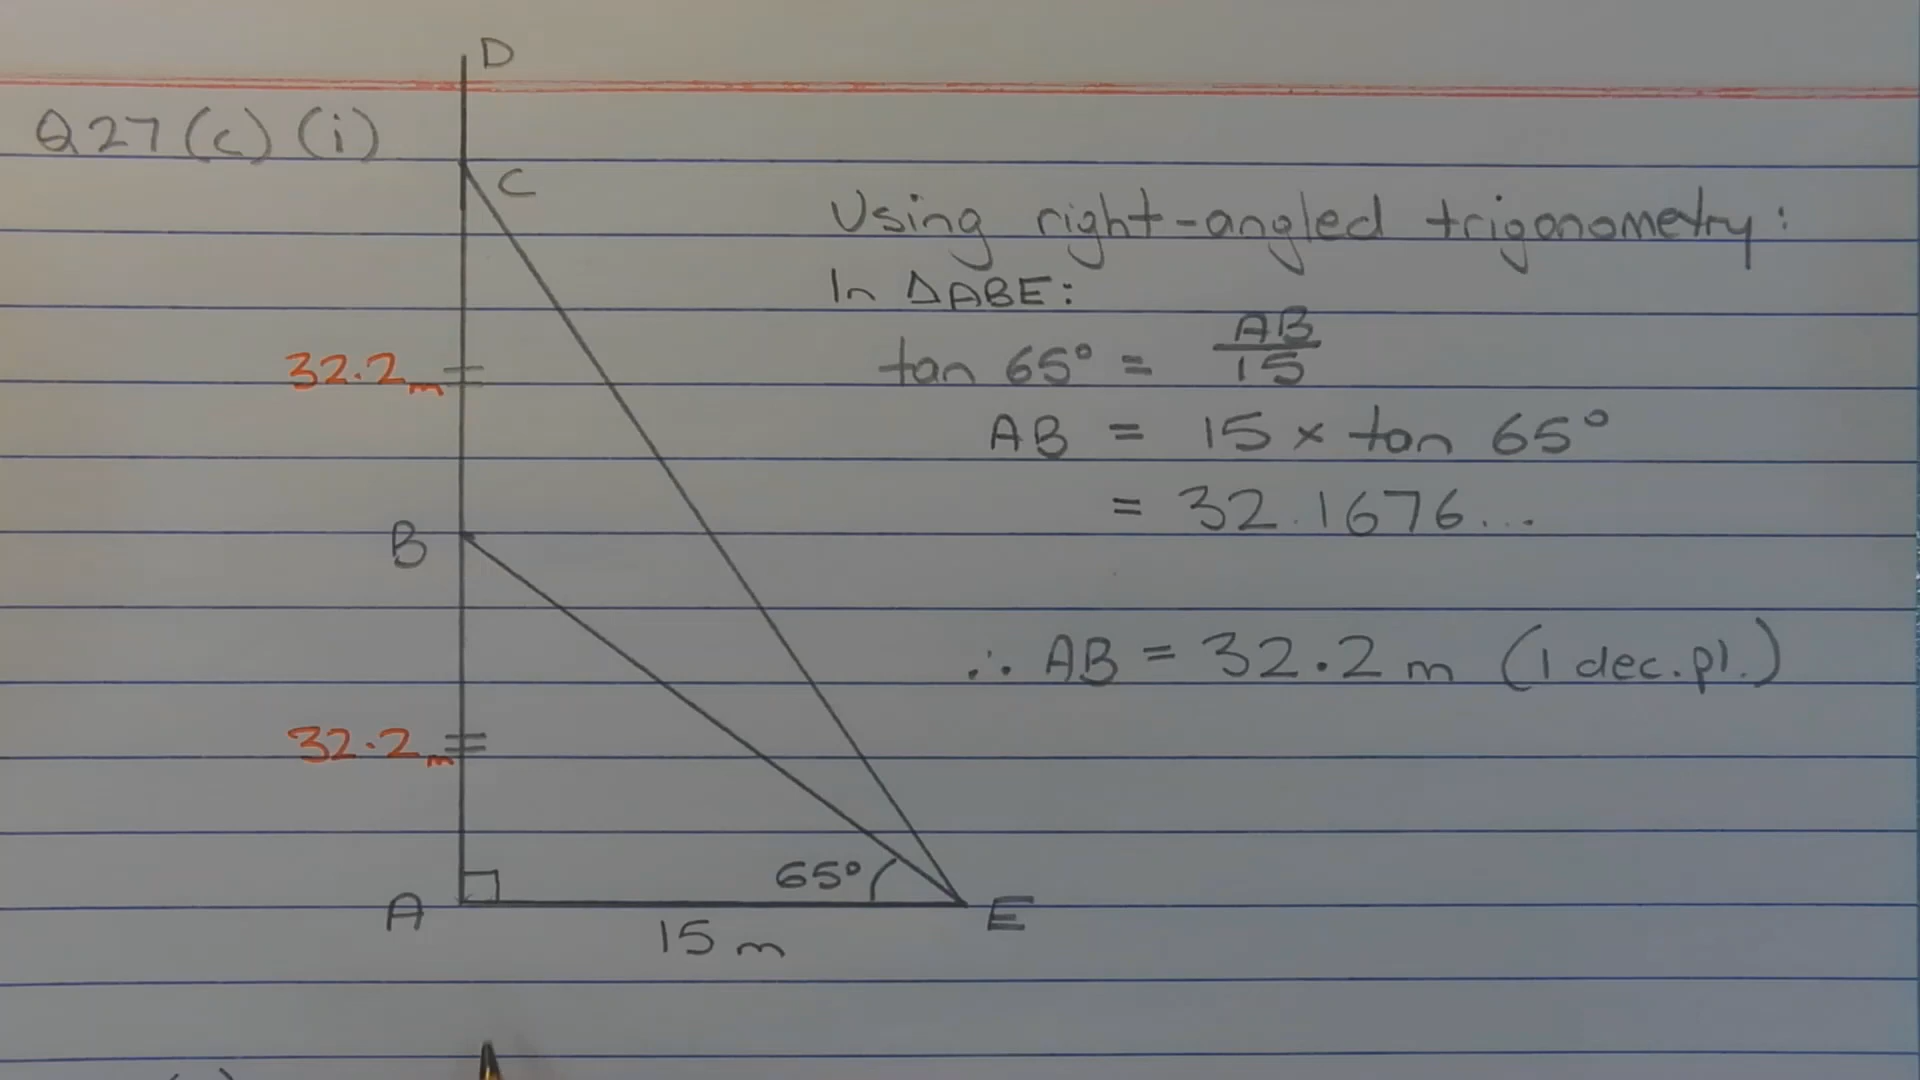 D
Q27 (c) (i)
C
Using right-angled trigonometry:
In ΔABE:
tan 65° = AB/15
32.2m
AB = 15 × tan 65°
= 32.1676...
B
∴ AB = 32.2 m (1 dec.pl.)
32.2m
65°
A
E
15 m